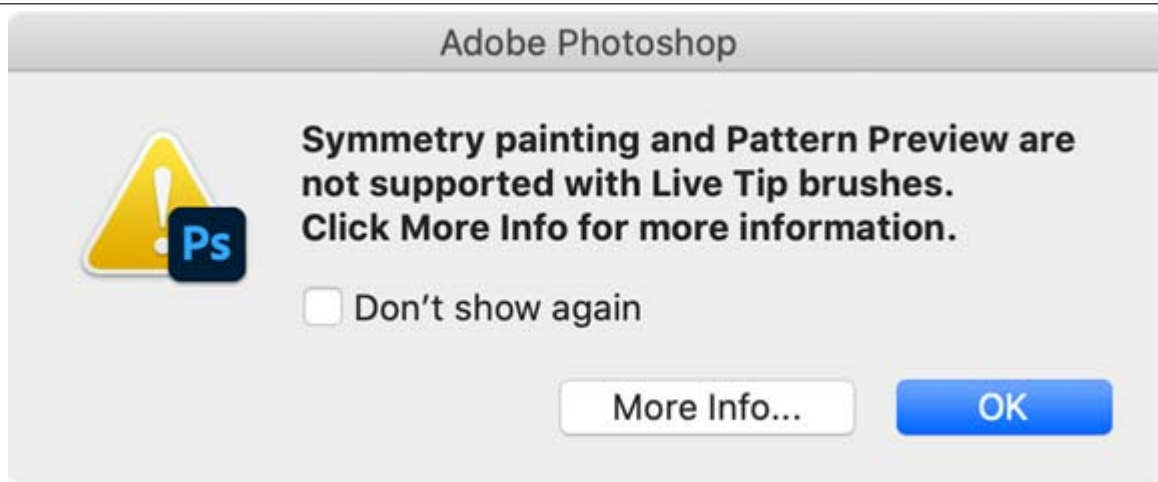 Adobe Photoshop
Symmetry painting and Pattern Preview are
not supported with Live Tip brushes.
Click More Info for more information.
Ps
Don’t show again
More Info...
OK